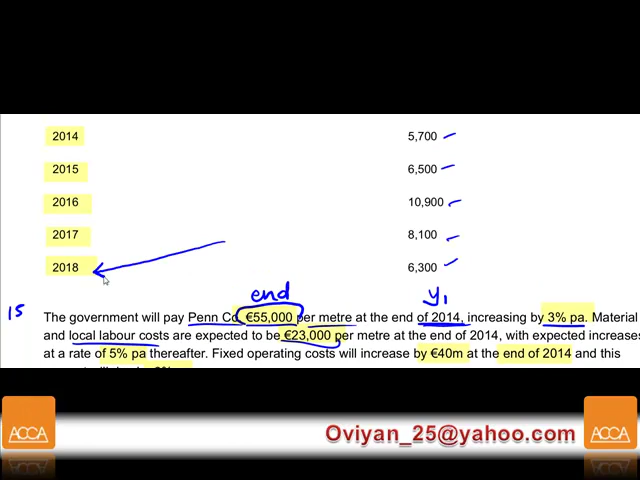 2014 5,700
2015 6,500
2016 10,900
2017 8,100
2018 6,300
end y1
15
The government will pay Penn Co €55,000 per metre at the end of 2014, increasing by 3% pa. Material
and local labour costs are expected to be €23,000 per metre at the end of 2014, with expected increases
at a rate of 5% pa thereafter. Fixed operating costs will increase by €40m at the end of 2014 and this
ACCA Oviyan_25@yahoo.com ACCA